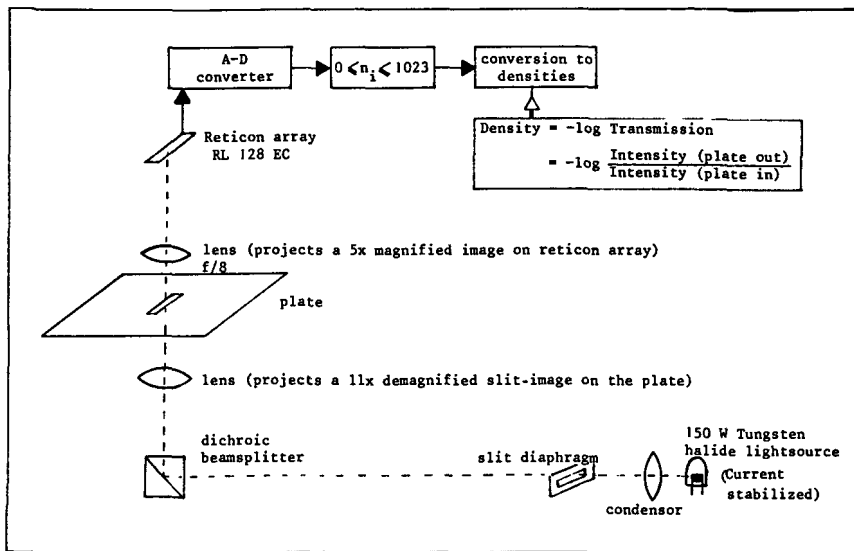 A-D
converter
0 ⩽ nᵢ ⩽ 1023
conversion to
densities
Density = -log Transmission
= -log Intensity (plate out)
Intensity (plate in)
Reticon array
RL 128 EC
lens (projects a 5x magnified image on reticon array)
f/8
plate
lens (projects a 11x demagnified slit-image on the plate)
dichroic
beamsplitter
slit diaphragm
condensor
150 W Tungsten
halide lightsource
(Current
stabilized)